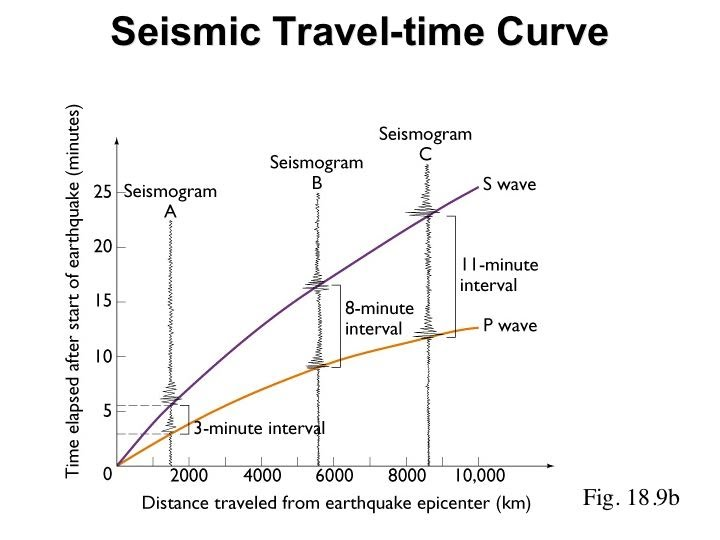 Seismic Travel-time Curve
Time elapsed after start of earthquake (minutes)
Seismogram
A
Seismogram
B
Seismogram
C
S wave
P wave
25
20
15
10
5
0
3-minute interval
8-minute
interval
11-minute
interval
2000 4000 6000 8000 10,000
Distance traveled from earthquake epicenter (km)
Fig. 18.9b